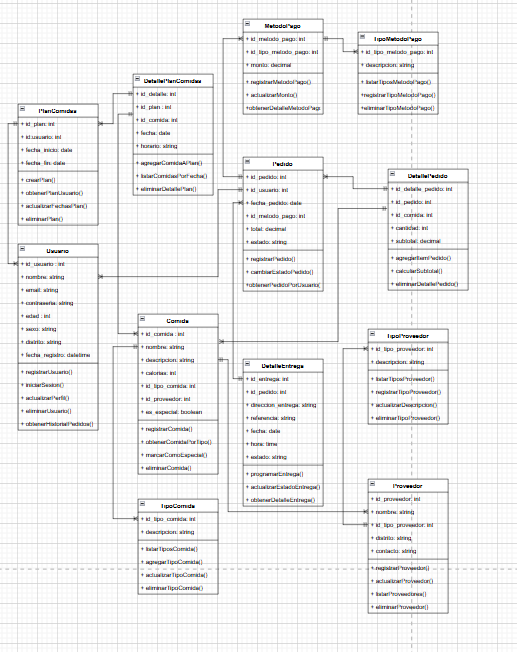 MetodoPago
+ id_metodo_pago: int
+ id_tipo_metodo_pago: int
+ monto: decimal
+ registrarMetodoPago()
+ actualizarMonto()
+obtenerDetalleMetodoPag
TipoMetodoPago
+ id_tipo_metodo_pago: int
+ descripcion: string
+ listarTiposMetodoPago()
+registrarTipoMetodoPago()
+eliminarTipoMetodoPago()
DetallePlanComidas
+ id_detalle: int
+ id_plan : int
+ id_comida: int
+ fecha: date
+ horario: string
+ agregarComidaAPlan()
+ listarComidasPorFecha()
+ eliminarDetallePlan()
PlanComidas
+ id_plan: int
+ id.usuario: int
+ fecha_inicio: date
+ fecha_fin: date
+ crearPlan()
+ obtenerPlanUsuario()
+ actualizarFechasPlan()
+ eliminarPlan()
Pedido
+ id_pedido: int
+ id_usuario: int
+ fecha_pedido: date
+ id_metodo_pago: int
+ total: decimal
+ estado: string
+ registrarPedido()
+ cambiarEstadoPedido()
+obtenerPedidoPorUsuario(
DetallePedido
+ id_detalle_pedido: int
+ id_pedido: int
+ id_comida: int
+ cantidad: int
+ subtotal: decimal
+ agregarItemPedido()
+ calcularSubtotal()
+ eliminarDetallePedido()
Usuario
+ id_usuario : int
+ nombre: string
+ email: string
+ contraseña: string
+ edad : int
+ sexo: string
+ distrito: string
+ fecha_registro: datetime
+ registrarUsuario()
+ iniciarSesion()
+ actualizarPerfil()
+ eliminarUsuario()
+ obtenerHistorialPedidos()
Comida
+ id_comida : int
+ nombre: string
+ descripcion: string
+ calorias: int
+ id_tipo_comida: int
+ id_proveedor: int
+ es_especial: boolean
+ registrarComida()
+ obtenerComidaPorTipo()
+ marcarComoEspecial()
+ eliminarComida()
TipoProveedor
+ id_tipo_proveedor: int
+ descripcion: string
+ listarTiposProveedor()
+ registrarTipoProveedor()
+ actualizarDescripcion()
+ eliminarTipoProveedor()
DetalleEntrega
+ id_entrega: int
+ id_pedido: int
+ direccion_entrega: string
+ referencia: string
+ fecha: date
+ hora: time
+ estado: string
+ programarEntrega()
+ actualizarEstadoEntrega()
+ obtenerDetalleEntrega()
Proveedor
+ id_proveedor: int
+ nombre: string
+ id_tipo_proveedor: int
+ distrito: string
+ contacto: string
+ registrarProveedor()
+ actualizarProveedor()
+ listarProveedores()
+ eliminarProveedor()
TipoComida
+ id_tipo_comida: int
+ descripcion: string
+ listarTiposComida()
+ agregarTipoComida()
+ actualizarTipoComida()
+ eliminarTipoComida()